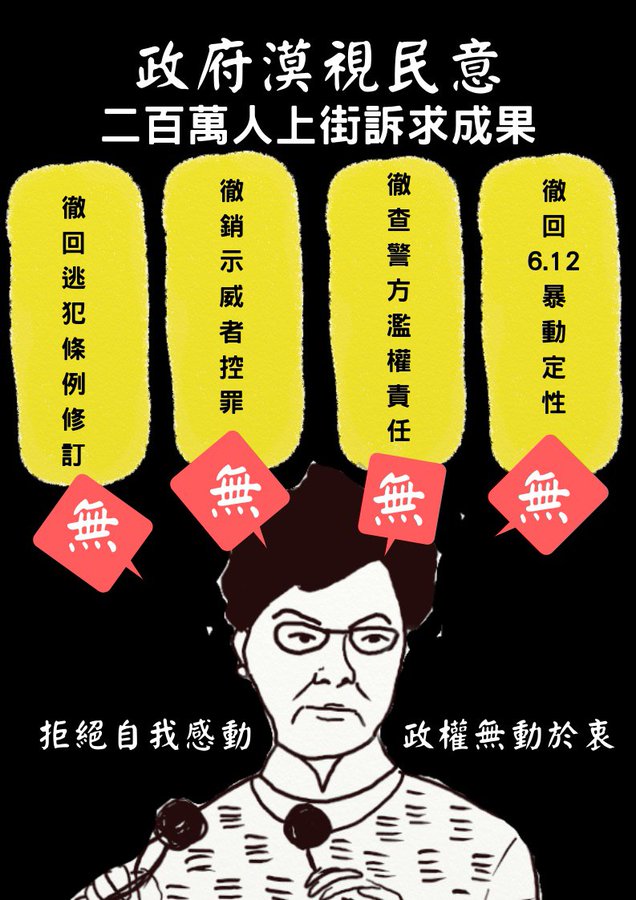 政府漠視民意
二百萬人上街訴求成果
徹回逃犯條例修訂
徹銷示威者控罪
徹查警方濫權責任
徹回6.12暴動定性
無
無
無
無
拒絕自我感動
政權無動於衷